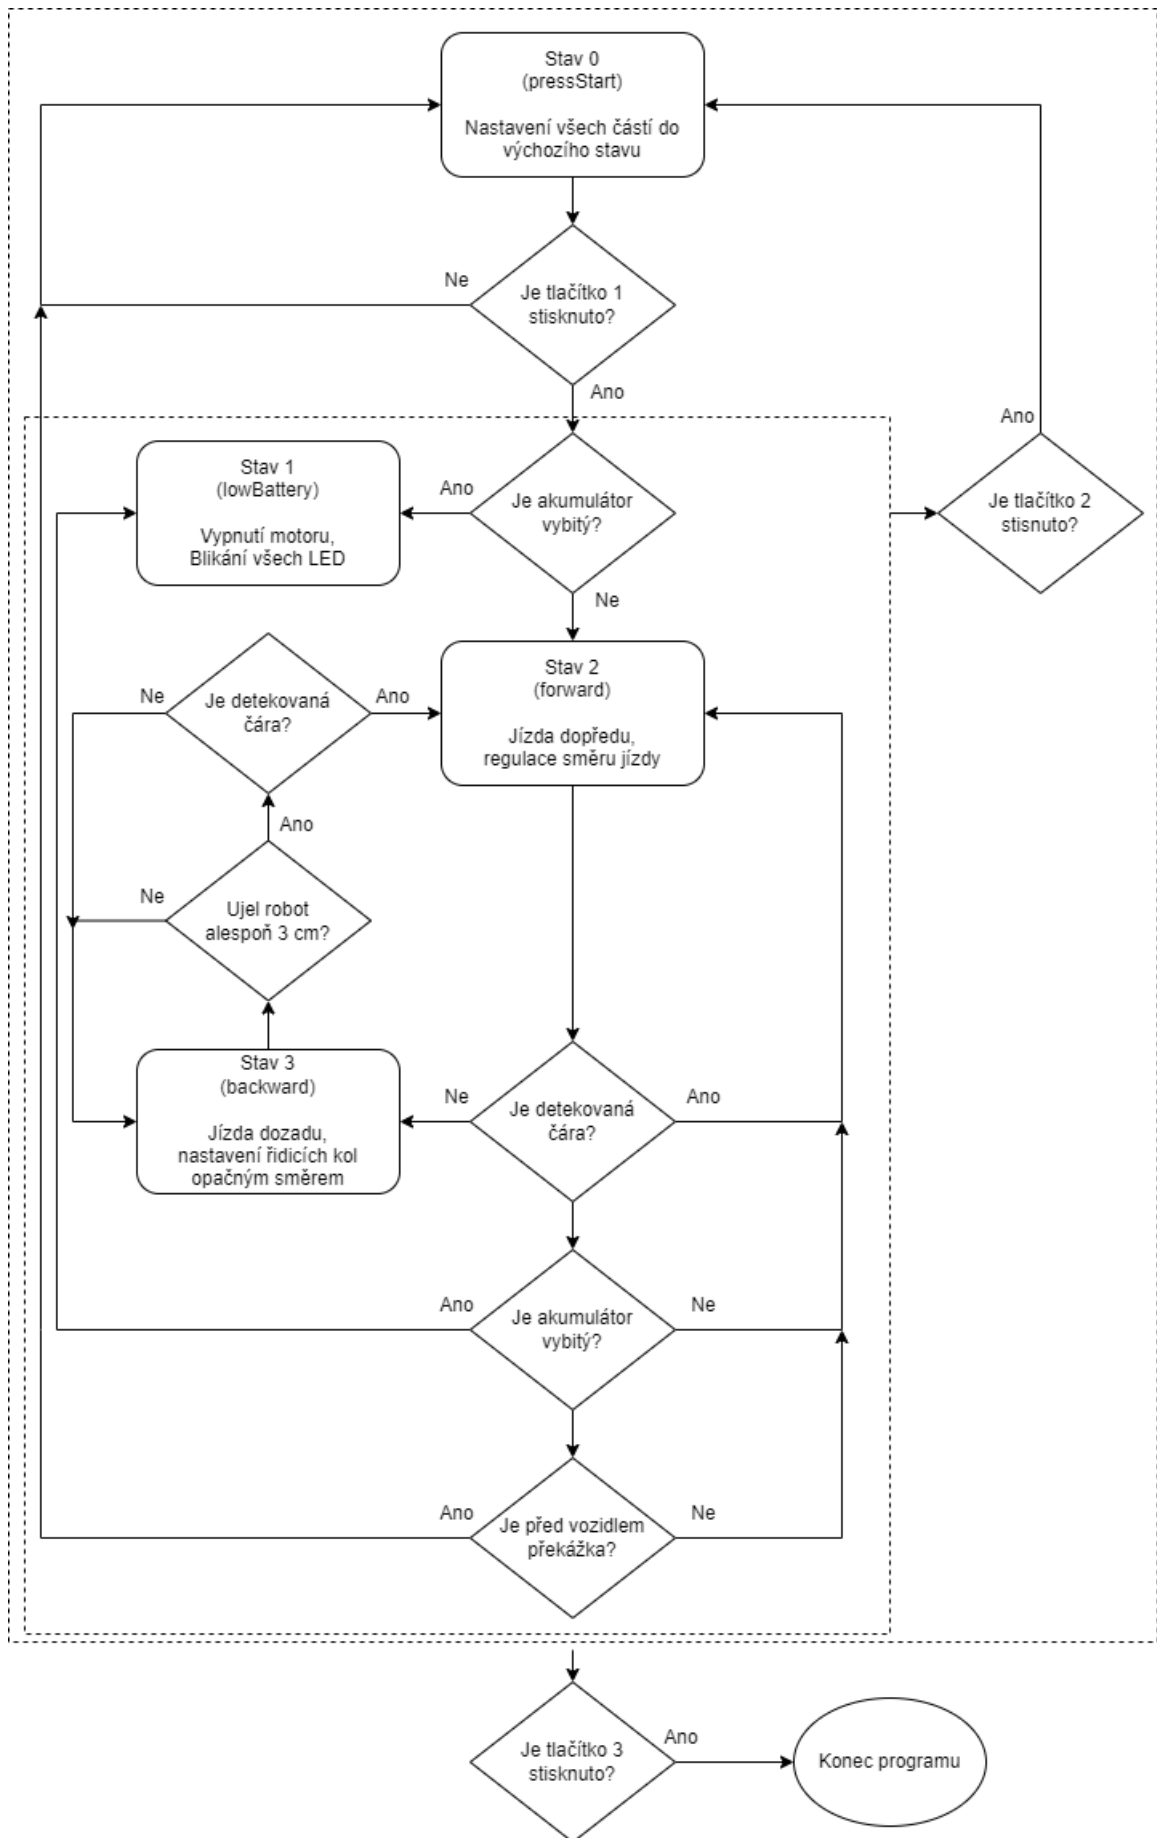 Stav 0
(pressStart)
Nastavení všech částí do
výchozího stavu
Ne
Je tlačítko 1
stisknuto?
Ano
Ano
Stav 1
(lowBattery)
Vypnutí motoru,
Blikání všech LED
Ano
Je akumulátor
vybitý?
Je tlačítko 2
stisnuto?
Ne
Ne
Je detekovaná
čára?
Ano
Stav 2
(forward)
Jízda dopředu,
regulace směru jízdy
Ano
Ne
Ujel robot
alespoň 3 cm?
Stav 3
(backward)
Jízda dozadu,
nastavení řidicích kol
opačným směrem
Ne
Je detekovaná
čára?
Ano
Ano
Je akumulátor
vybitý?
Ne
Ano
Je před vozidlem
překážka?
Ne
Je tlačítko 3
stisknuto?
Ano
Konec programu